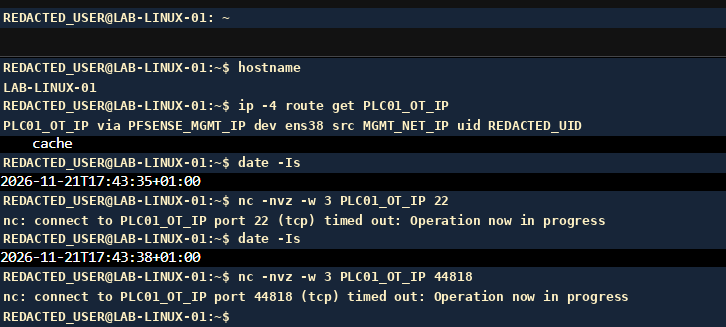 REDACTED_USER@LAB-LINUX-01: ~
REDACTED_USER@LAB-LINUX-01:~$ hostname
LAB-LINUX-01
REDACTED_USER@LAB-LINUX-01:~$ ip -4 route get PLC01_OT_IP
PLC01_OT_IP via PFSENSE_MGMT_IP dev ens38 src MGMT_NET_IP uid REDACTED_UID
    cache
REDACTED_USER@LAB-LINUX-01:~$ date -Is
2026-11-21T17:43:35+01:00
REDACTED_USER@LAB-LINUX-01:~$ nc -nvz -w 3 PLC01_OT_IP 22
nc: connect to PLC01_OT_IP port 22 (tcp) timed out: Operation now in progress
REDACTED_USER@LAB-LINUX-01:~$ date -Is
2026-11-21T17:43:38+01:00
REDACTED_USER@LAB-LINUX-01:~$ nc -nvz -w 3 PLC01_OT_IP 44818
nc: connect to PLC01_OT_IP port 44818 (tcp) timed out: Operation now in progress
REDACTED_USER@LAB-LINUX-01:~$